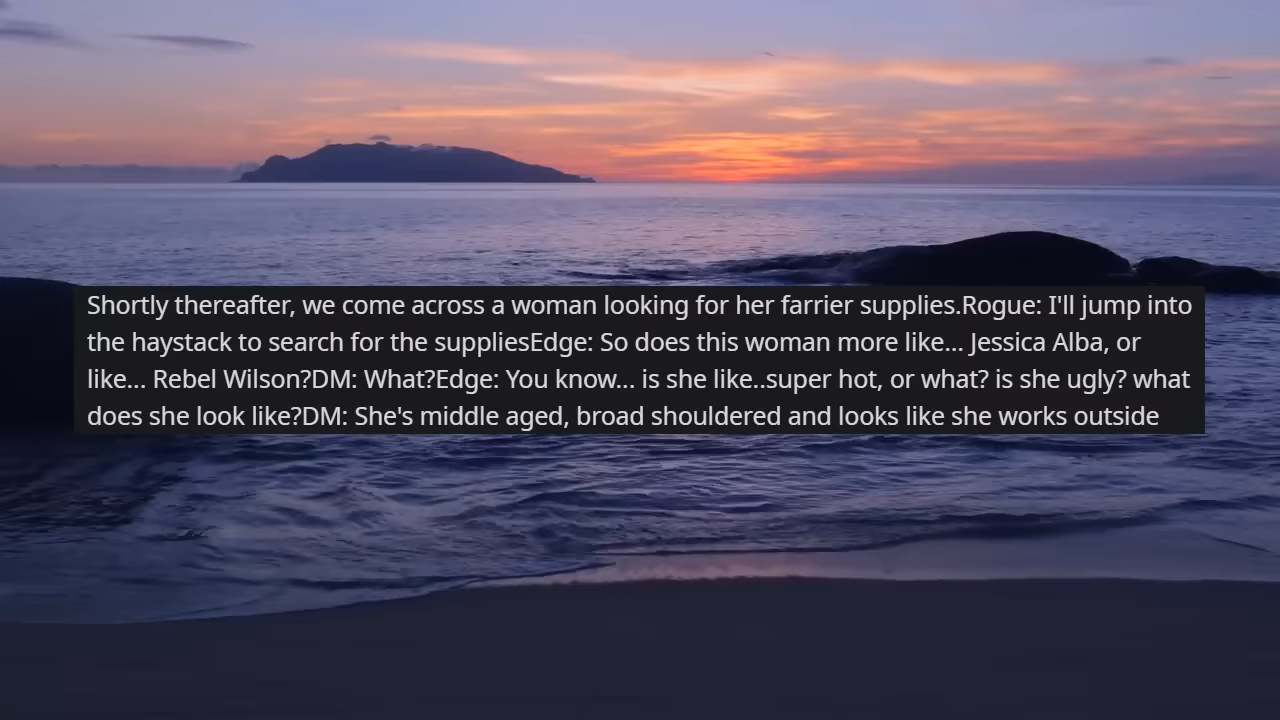 Shortly thereafter, we come across a woman looking for her farrier supplies.Rogue: I'll jump into
the haystack to search for the suppliesEdge: So does this woman more like... Jessica Alba, or
like... Rebel Wilson?DM: What?Edge: You know... is she like..super hot, or what? is she ugly? what
does she look like?DM: She's middle aged, broad shouldered and looks like she works outside